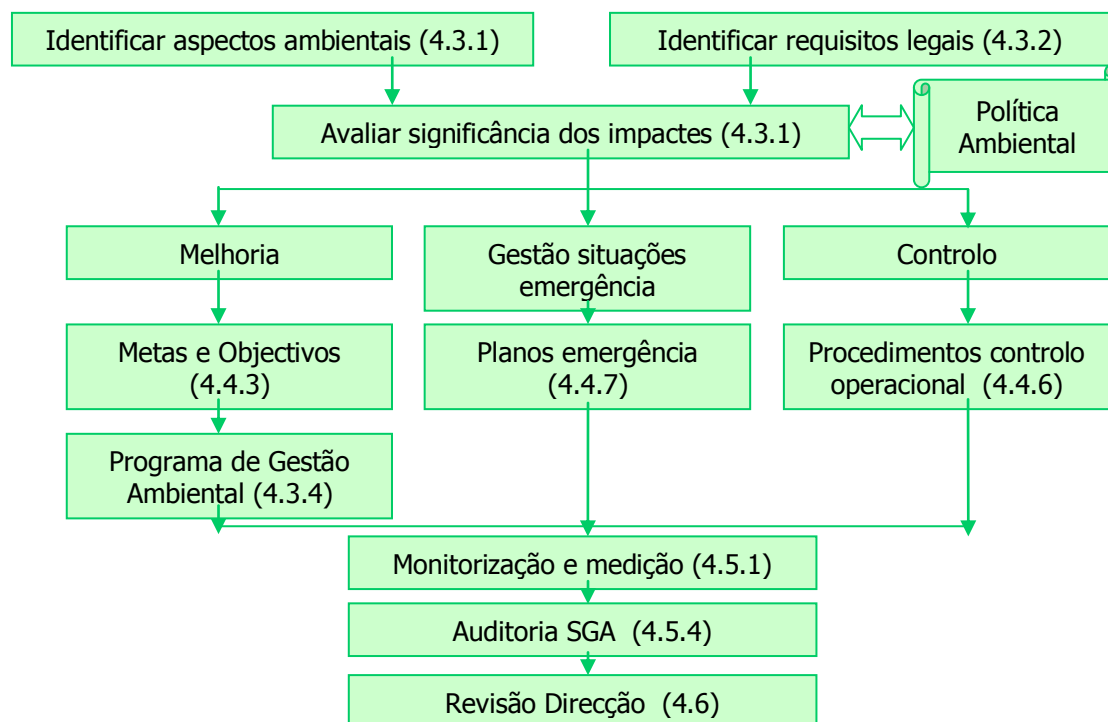 Identificar aspectos ambientais (4.3.1)
Identificar requisitos legais (4.3.2)
Avaliar significância dos impactes (4.3.1)
Política
Ambiental
Melhoria
Gestão situações
emergência
Controlo
Metas e Objectivos
(4.4.3)
Planos emergência
(4.4.7)
Procedimentos controlo
operacional (4.4.6)
Programa de Gestão
Ambiental (4.3.4)
Monitorização e medição (4.5.1)
Auditoria SGA (4.5.4)
Revisão Direcção (4.6)